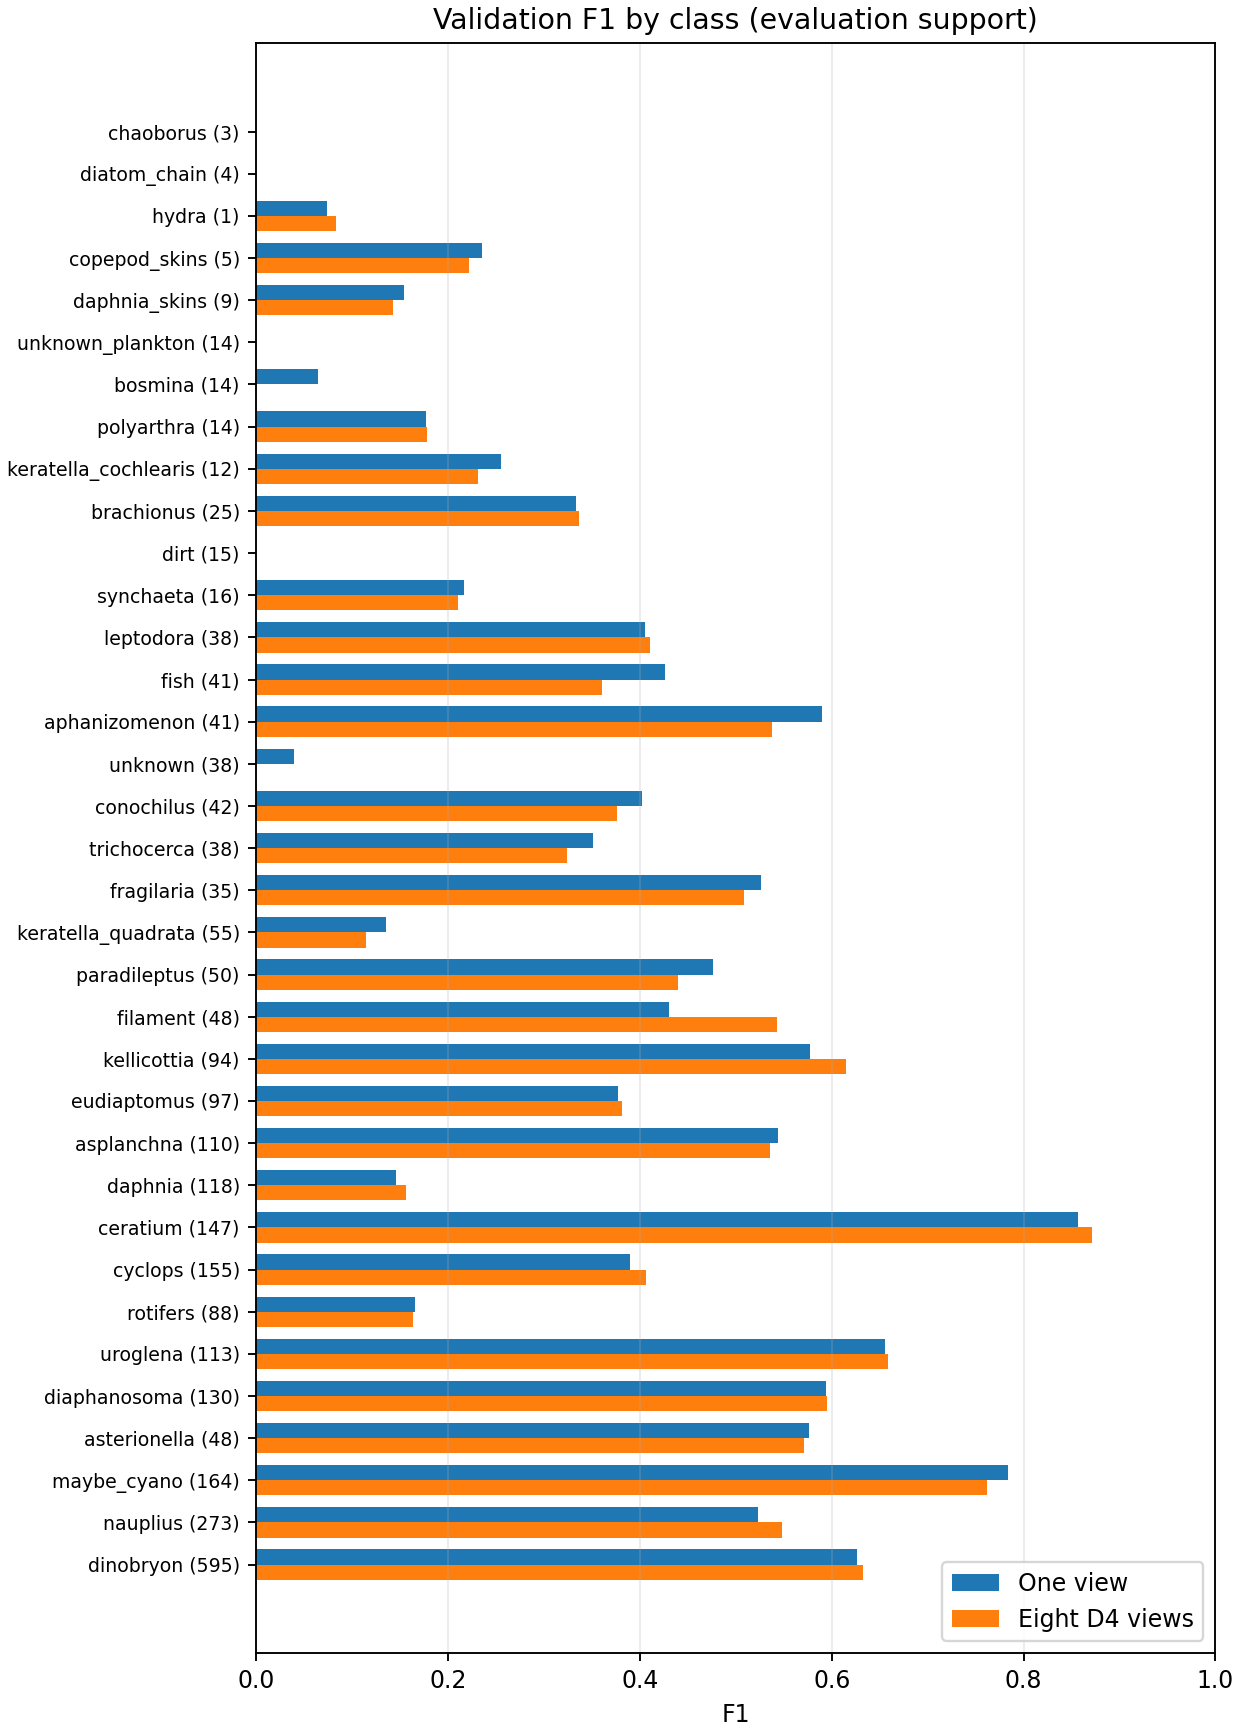 Validation F1 by class (evaluation support)
chaoborus (3)
diatom_chain (4)
hydra (1)
copepod_skins (5)
daphnia_skins (9)
unknown_plankton (14)
bosmina (14)
polyarthra (14)
keratella_cochlearis (12)
brachionus (25)
dirt (15)
synchaeta (16)
leptodora (38)
fish (41)
aphanizomenon (41)
unknown (38)
conochilus (42)
trichocerca (38)
fragilaria (35)
keratella_quadrata (55)
paradileptus (50)
filament (48)
kellicottia (94)
eudiaptomus (97)
asplanchna (110)
daphnia (118)
ceratium (147)
cyclops (155)
rotifers (88)
uroglena (113)
diaphanosoma (130)
asterionella (48)
maybe_cyano (164)
nauplius (273)
dinobryon (595)
One view
Eight D4 views
0.0 0.2 0.4 0.6 0.8 1.0
F1